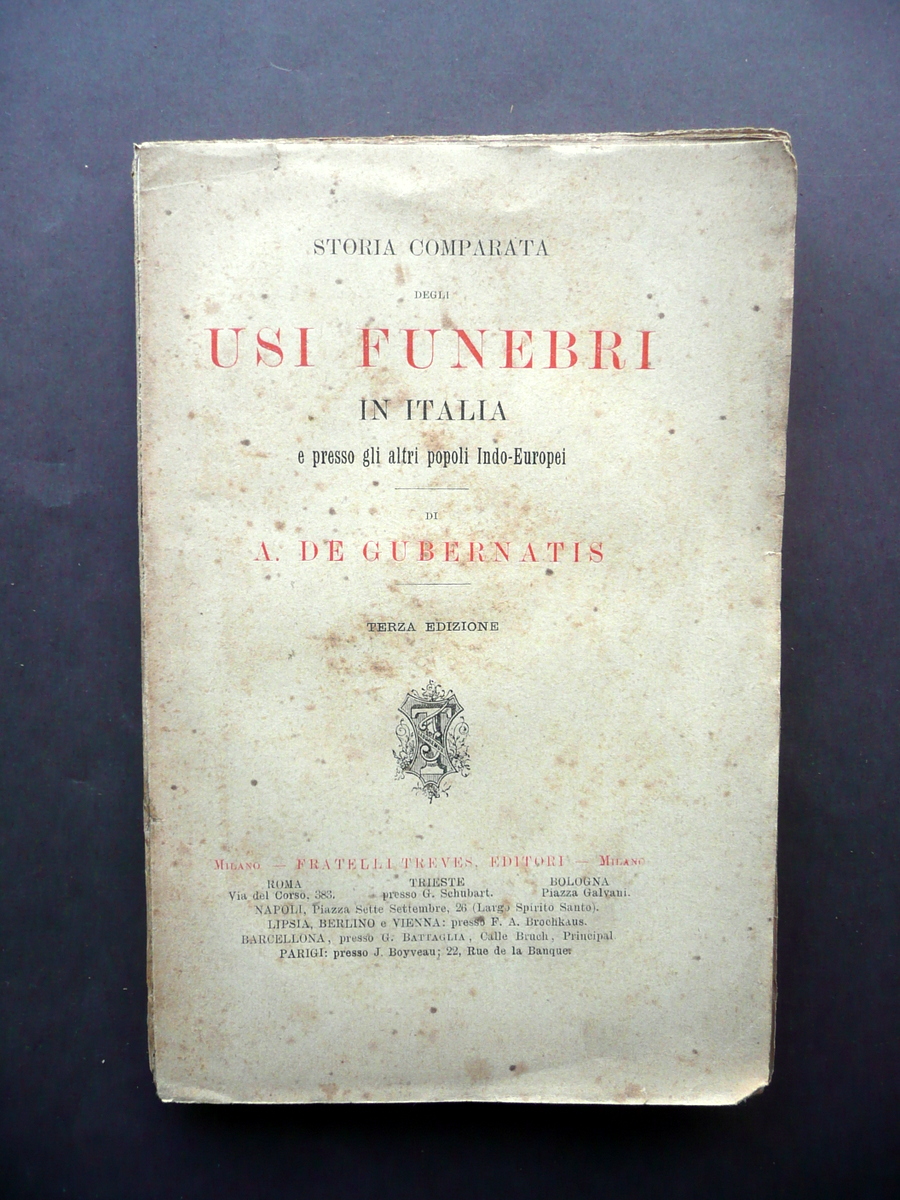 STORIA COMPARATA
DEGLI
USI FUNEBRI
IN ITALIA
e presso gli altri popoli Indo-Europei
DI
A. DE GUBERNATIS
TERZA EDIZIONE
MILANO — FRATELLI TREVES, EDITORI — MILANO
ROMA TRIESTE BOLOGNA
Via del Corso, 383. presso G. Schubart. Piazza Galvani.
NAPOLI, Piazza Sette Settembre, 26 (Largo Spirito Santo).
LIPSIA, BERLINO e VIENNA: presso F. A. Brockhaus.
BARCELLONA, presso G. BATTAGLIA, Calle Bruch, Principal
PARIGI: presso J. Boyveau; 22, Rue de la Banque.